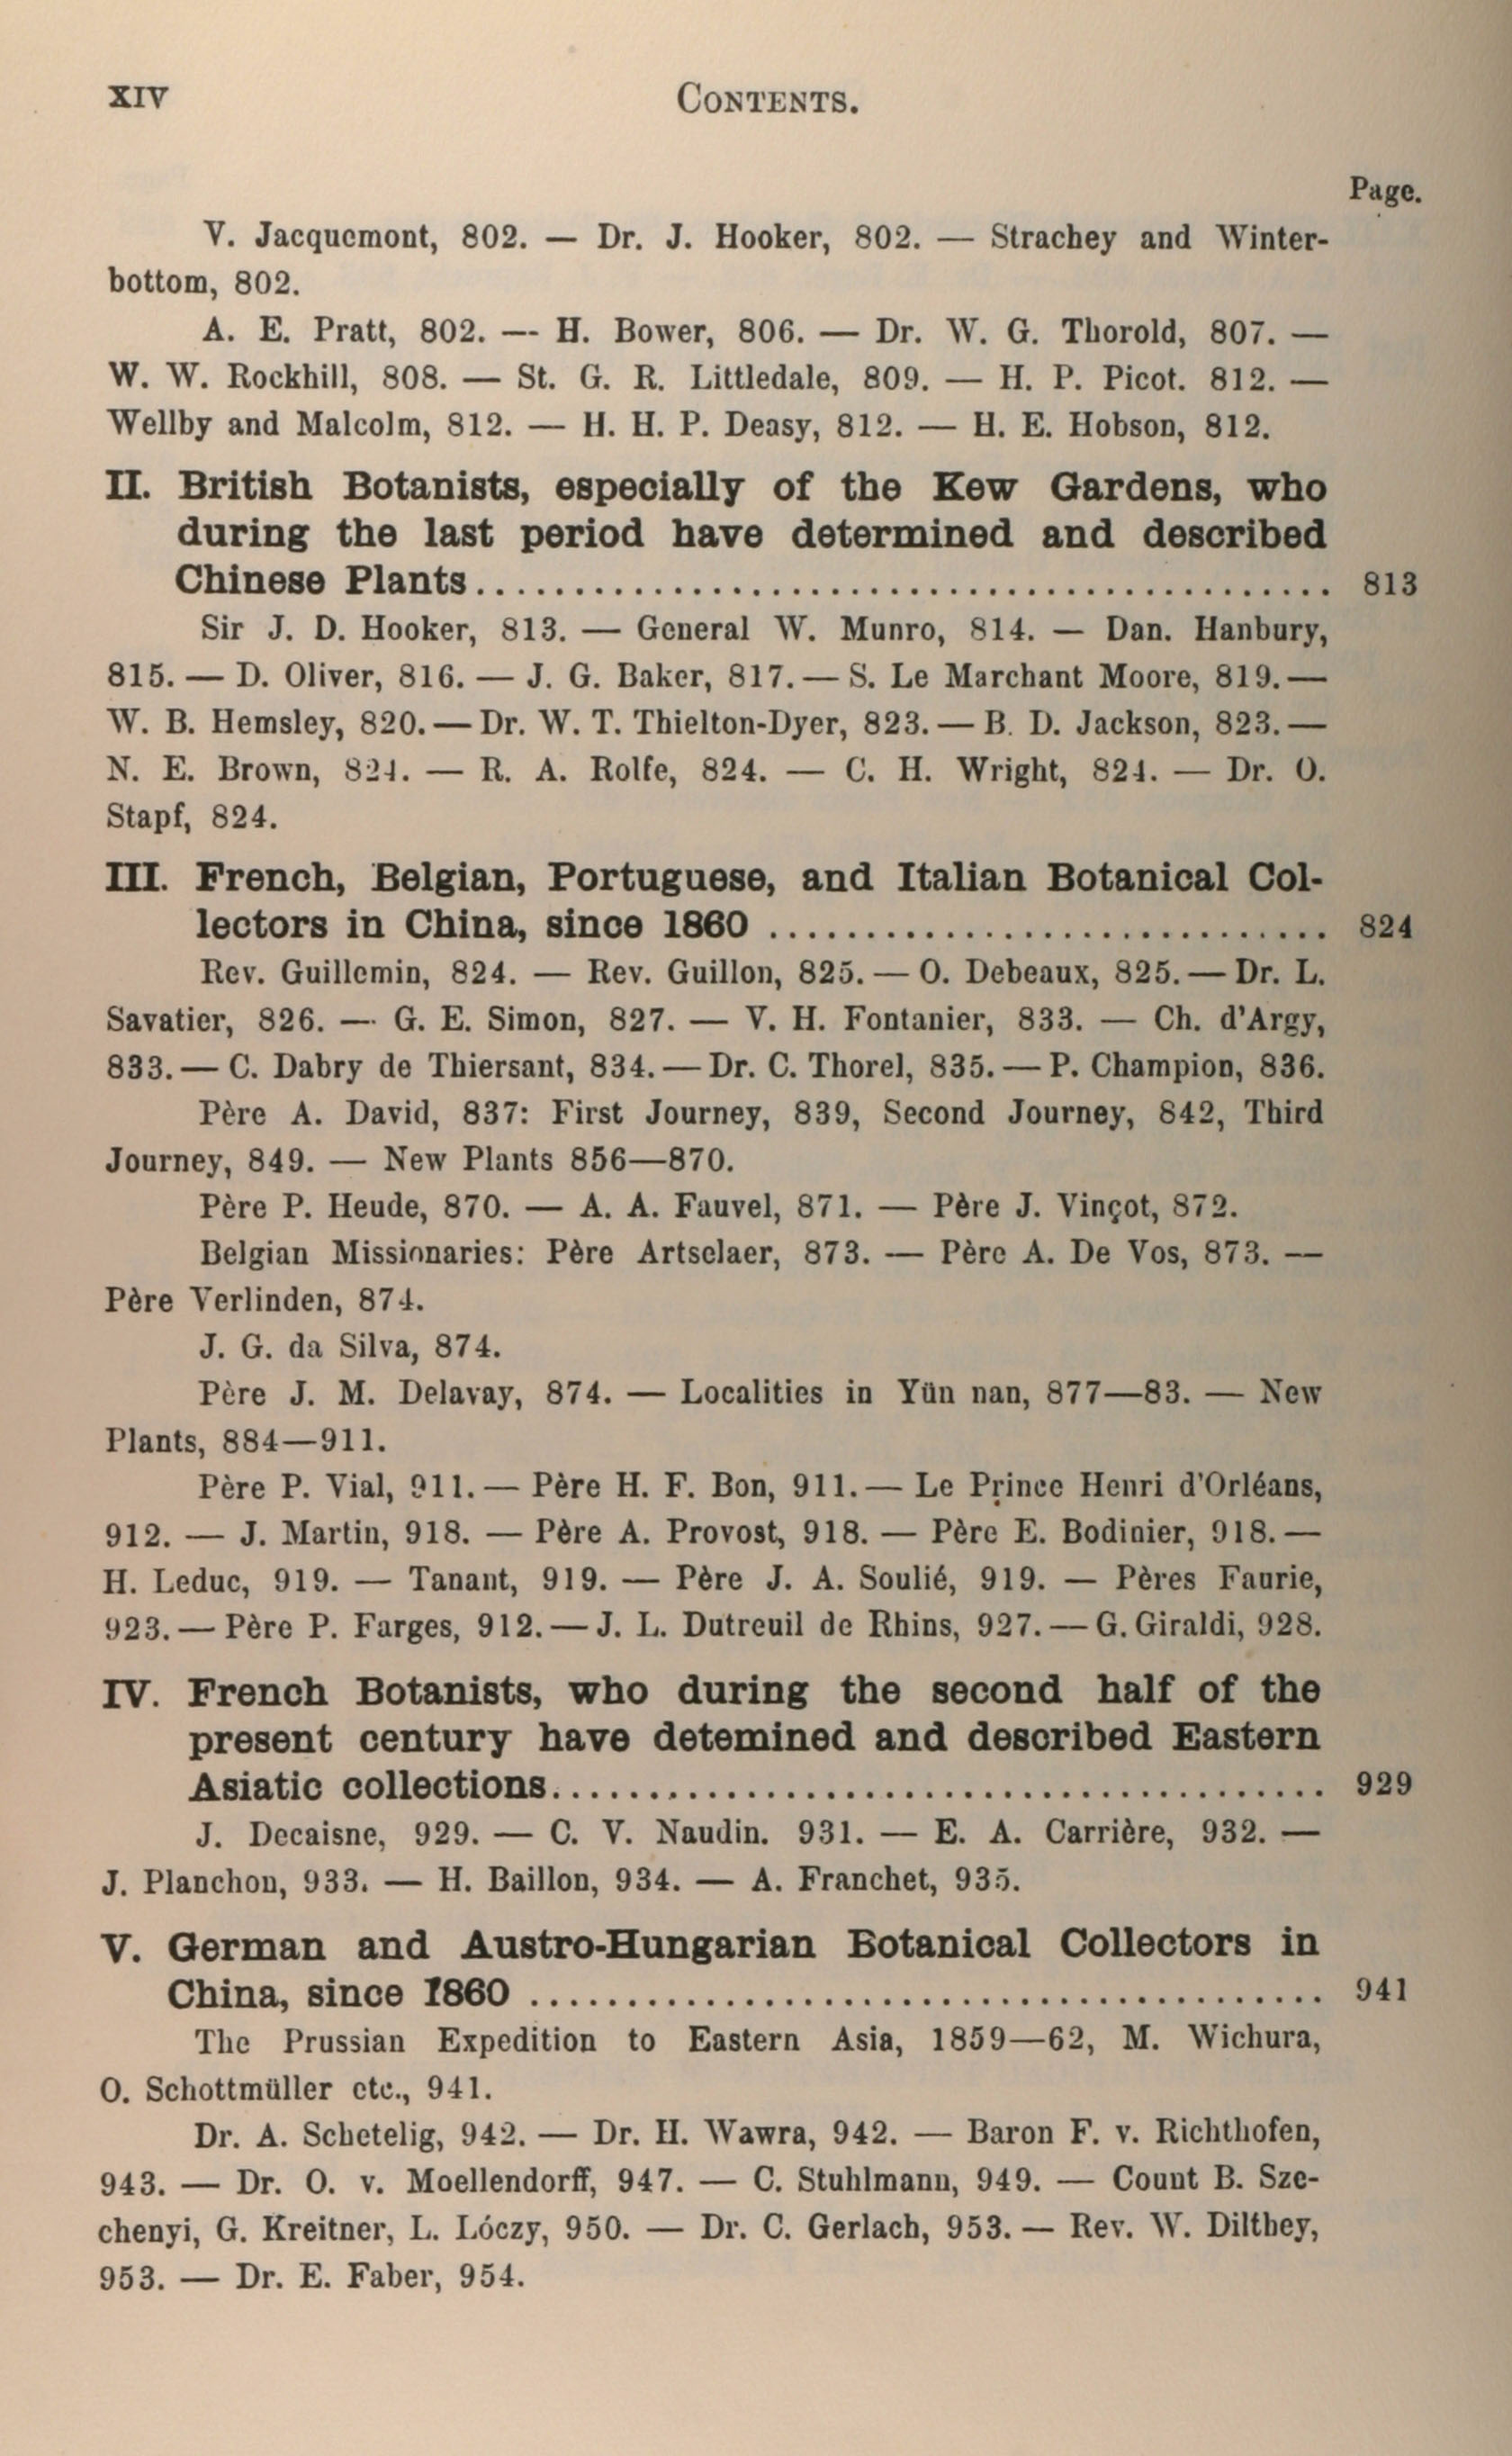 XIV CONTENTS.
Page.
V. Jacquemont, 802. — Dr. J. Hooker, 802. — Strachey and Winter-
bottom, 802.
A. E. Pratt, 802. — H. Bower, 806. — Dr. W. G. Thorold, 807. —
W. W. Rockhill, 808. — St. G. R. Littledale, 809. — H. P. Picot. 812. —
Wellby and Malcolm, 812. — H. H. P. Deasy, 812. — H. E. Hobson, 812.
II. British Botanists, especially of the Kew Gardens, who
during the last period have determined and described
Chinese Plants............................................ 813
Sir J. D. Hooker, 813. — General W. Munro, 814. — Dan. Hanbury,
815. — D. Oliver, 816. — J. G. Baker, 817. — S. Le Marchant Moore, 819. —
W. B. Hemsley, 820. — Dr. W. T. Thielton-Dyer, 823. — B. D. Jackson, 823. —
N. E. Brown, 824. — R. A. Rolfe, 824. — C. H. Wright, 824. — Dr. O.
Stapf, 824.
III. French, Belgian, Portuguese, and Italian Botanical Col-
lectors in China, since 1860 ............................. 824
Rev. Guillemin, 824. — Rev. Guillon, 825. — O. Debeaux, 825. — Dr. L.
Savatier, 826. — G. E. Simon, 827. — V. H. Fontanier, 833. — Ch. d'Argy,
833. — C. Dabry de Thiersant, 834. — Dr. C. Thorel, 835. — P. Champion, 836.
Père A. David, 837: First Journey, 839, Second Journey, 842, Third
Journey, 849. — New Plants 856—870.
Père P. Heude, 870. — A. A. Fauvel, 871. — Père J. Vinçot, 872.
Belgian Missionaries: Père Artselaer, 873. — Père A. De Vos, 873. —
Père Verlinden, 874.
J. G. da Silva, 874.
Père J. M. Delavay, 874. — Localities in Yün nan, 877—83. — New
Plants, 884—911.
Père P. Vial, 911. — Père H. F. Bon, 911. — Le Prince Henri d'Orléans,
912. — J. Martin, 918. — Père A. Provost, 918. — Père E. Bodinier, 918. —
H. Leduc, 919. — Tanant, 919. — Père J. A. Soulié, 919. — Pères Faurie,
923. — Père P. Farges, 912. — J. L. Dutreuil de Rhins, 927. — G. Giraldi, 928.
IV. French Botanists, who during the second half of the
present century have detemined and described Eastern
Asiatic collections........................................ 929
J. Decaisne, 929. — C. V. Naudin. 931. — E. A. Carrière, 932. —
J. Planchon, 933. — H. Baillon, 934. — A. Franchet, 935.
V. German and Austro-Hungarian Botanical Collectors in
China, since 1860 ......................................... 941
The Prussian Expedition to Eastern Asia, 1859—62, M. Wichura,
O. Schottmüller etc., 941.
Dr. A. Schetelig, 942. — Dr. H. Wawra, 942. — Baron F. v. Richthofen,
943. — Dr. O. v. Moellendorff, 947. — C. Stuhlmann, 949. — Count B. Sze-
chenyi, G. Kreitner, L. Lóczy, 950. — Dr. C. Gerlach, 953. — Rev. W. Dilthey,
953. — Dr. E. Faber, 954.